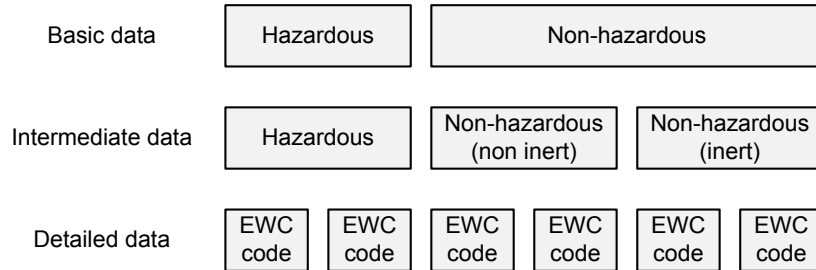 Basic data
Hazardous
Non-hazardous
Intermediate data
Hazardous
Non-hazardous
(non inert)
Non-hazardous
(inert)
Detailed data
EWC
code
EWC
code
EWC
code
EWC
code
EWC
code
EWC
code